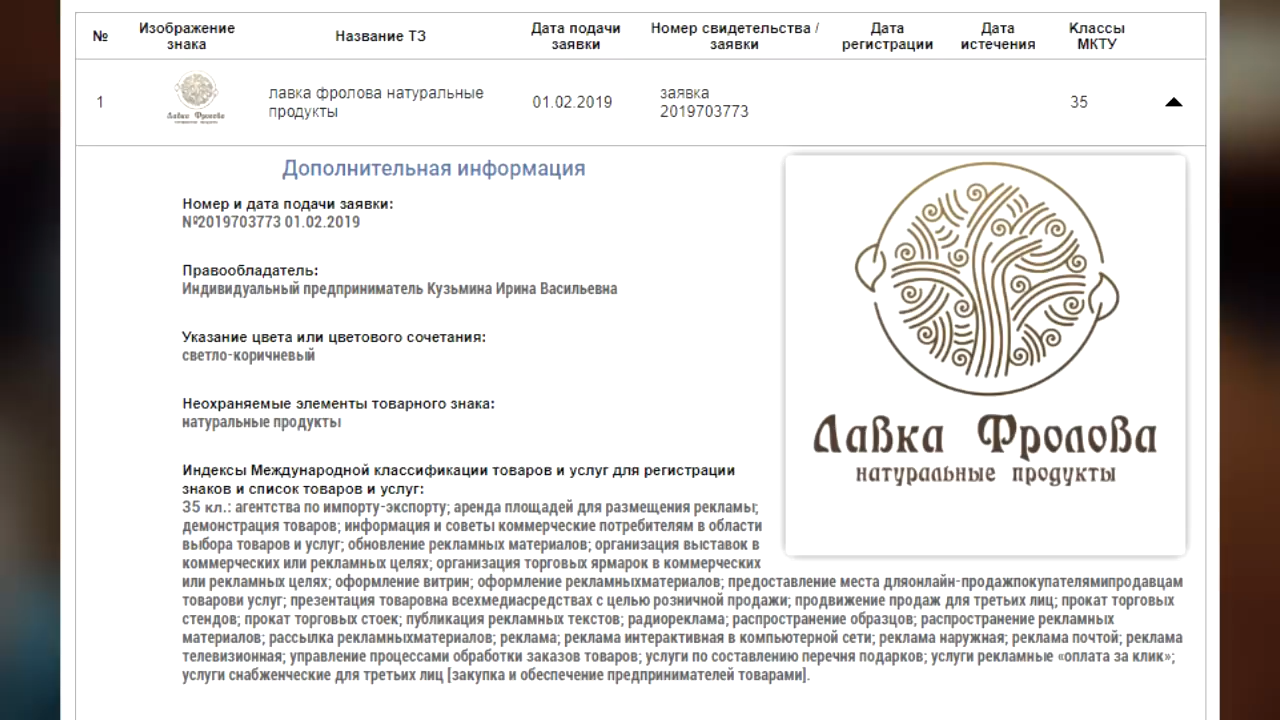 №
Изображение знака
Название ТЗ
Дата подачи заявки
Номер свидетельства / заявки
Дата регистрации
Дата истечения
Классы МКТУ
1
Лавка Фролова
лавка фролова натуральные
продукты
01.02.2019
заявка
2019703773
35
Дополнительная информация
Номер и дата подачи заявки:
№2019703773 01.02.2019
Правообладатель:
Индивидуальный предприниматель Кузьмина Ирина Васильевна
Указание цвета или цветового сочетания:
светло-коричневый
Неохраняемые элементы товарного знака:
натуральные продукты
Индексы Международной классификации товаров и услуг для регистрации
знаков и список товаров и услуг:
35 кл.: агентства по импорту-экспорту; аренда площадей для размещения рекламы;
демонстрация товаров; информация и советы коммерческие потребителям в области
выбора товаров и услуг; обновление рекламных материалов; организация выставок в
коммерческих или рекламных целях; организация торговых ярмарок в коммерческих
или рекламных целях; оформление витрин; оформление рекламныхматериалов; предоставление места дляонлайн-продажпокупателямипродавцам
товарови услуг; презентация товаровна всехмедиасредствах с целью розничной продажи; продвижение продаж для третьих лиц; прокат торговых
стендов; прокат торговых стоек; публикация рекламных текстов; радиореклама; распространение образцов; распространение рекламных
материалов; рассылка рекламныхматериалов; реклама; реклама интерактивная в компьютерной сети; реклама наружная; реклама почтой; реклама
телевизионная; управление процессами обработки заказов товаров; услуги по составлению перечня подарков; услуги рекламные «оплата за клик»;
услуги снабженческие для третьих лиц [закупка и обеспечение предпринимателей товарами].
Лавка Фролова
натуральные продукты